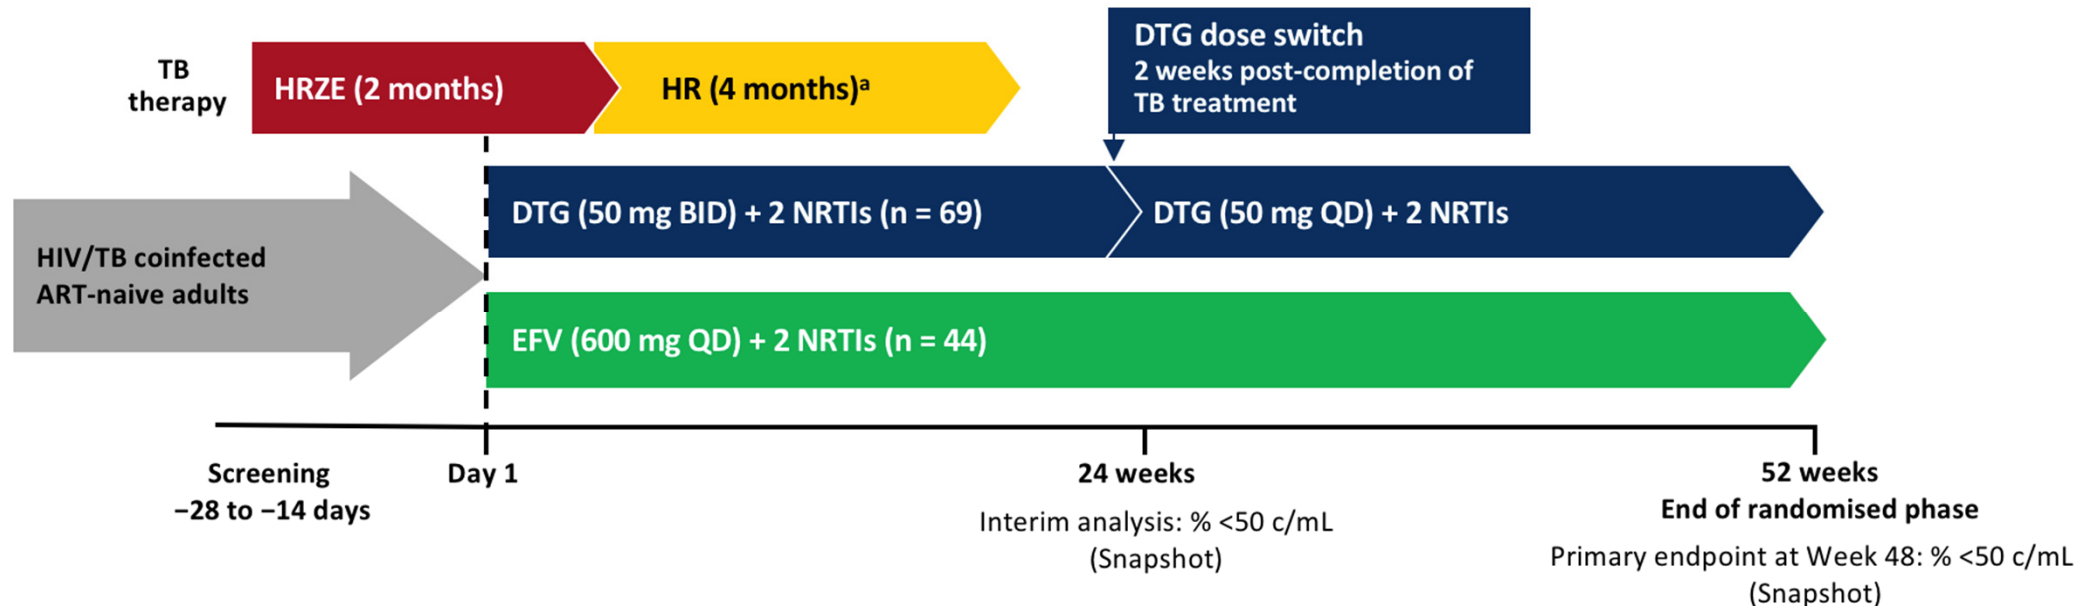 TB
therapy
HRZE (2 months)
HR (4 months)ᵃ
DTG dose switch
2 weeks post-completion of
TB treatment
HIV/TB coinfected
ART-naive adults
DTG (50 mg BID) + 2 NRTIs (n = 69)
DTG (50 mg QD) + 2 NRTIs
EFV (600 mg QD) + 2 NRTIs (n = 44)
Screening
−28 to −14 days
Day 1
24 weeks
Interim analysis: % <50 c/mL
(Snapshot)
52 weeks
End of randomised phase
Primary endpoint at Week 48: % <50 c/mL
(Snapshot)